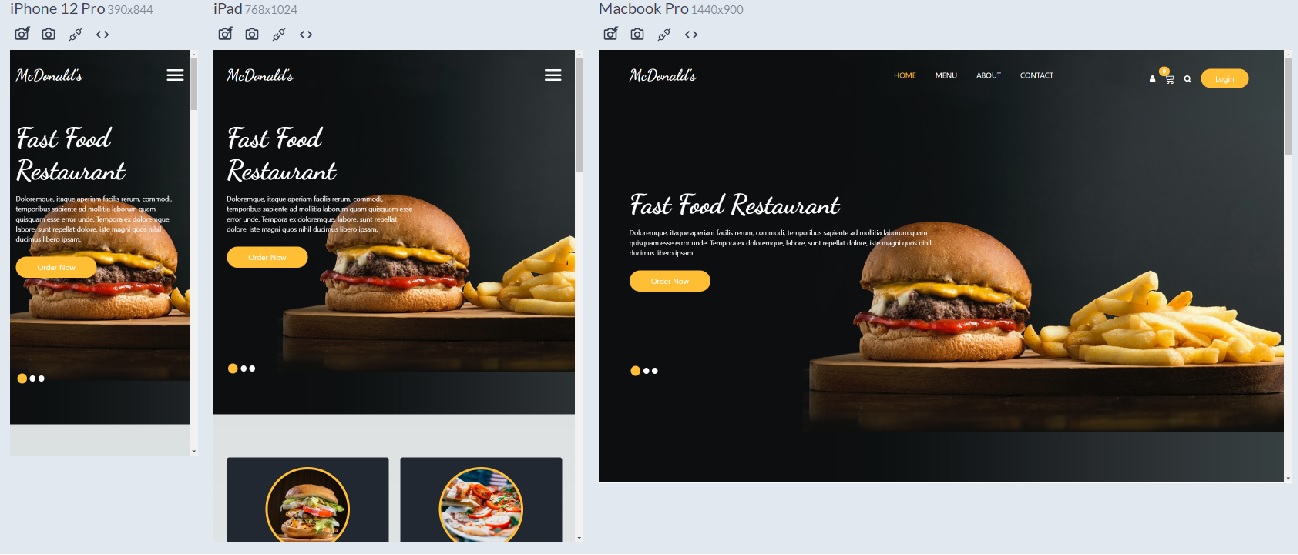 iPhone 12 Pro 390x844
McDonald's
Fast Food
Restaurant
Doloremque, itaque aperiam facilis rerum, commodi,
temporibus sapiente ad mollitia laborum quam
quisquam esse error unde. Tempora ex doloremque,
labore, sunt repellat dolore, iste magni quos nihil
ducimus libero ipsam.
Order Now
iPad 768x1024
McDonald's
Fast Food
Restaurant
Doloremque, itaque aperiam facilis rerum, commodi,
temporibus sapiente ad mollitia laborum quam quisquam esse
error unde. Tempora ex doloremque, labore, sunt repellat
dolore, iste magni quos nihil ducimus libero ipsam.
Order Now
Macbook Pro 1440x900
McDonald's
HOME MENU ABOUT CONTACT
Login
Fast Food Restaurant
Doloremque, itaque aperiam facilis rerum, commodi, temporibus sapiente ad mollitia laborum quam
quisquam esse error unde. Tempora ex doloremque, labore, sunt repellat dolore, iste magni quos nihil
ducimus libero ipsam.
Order Now